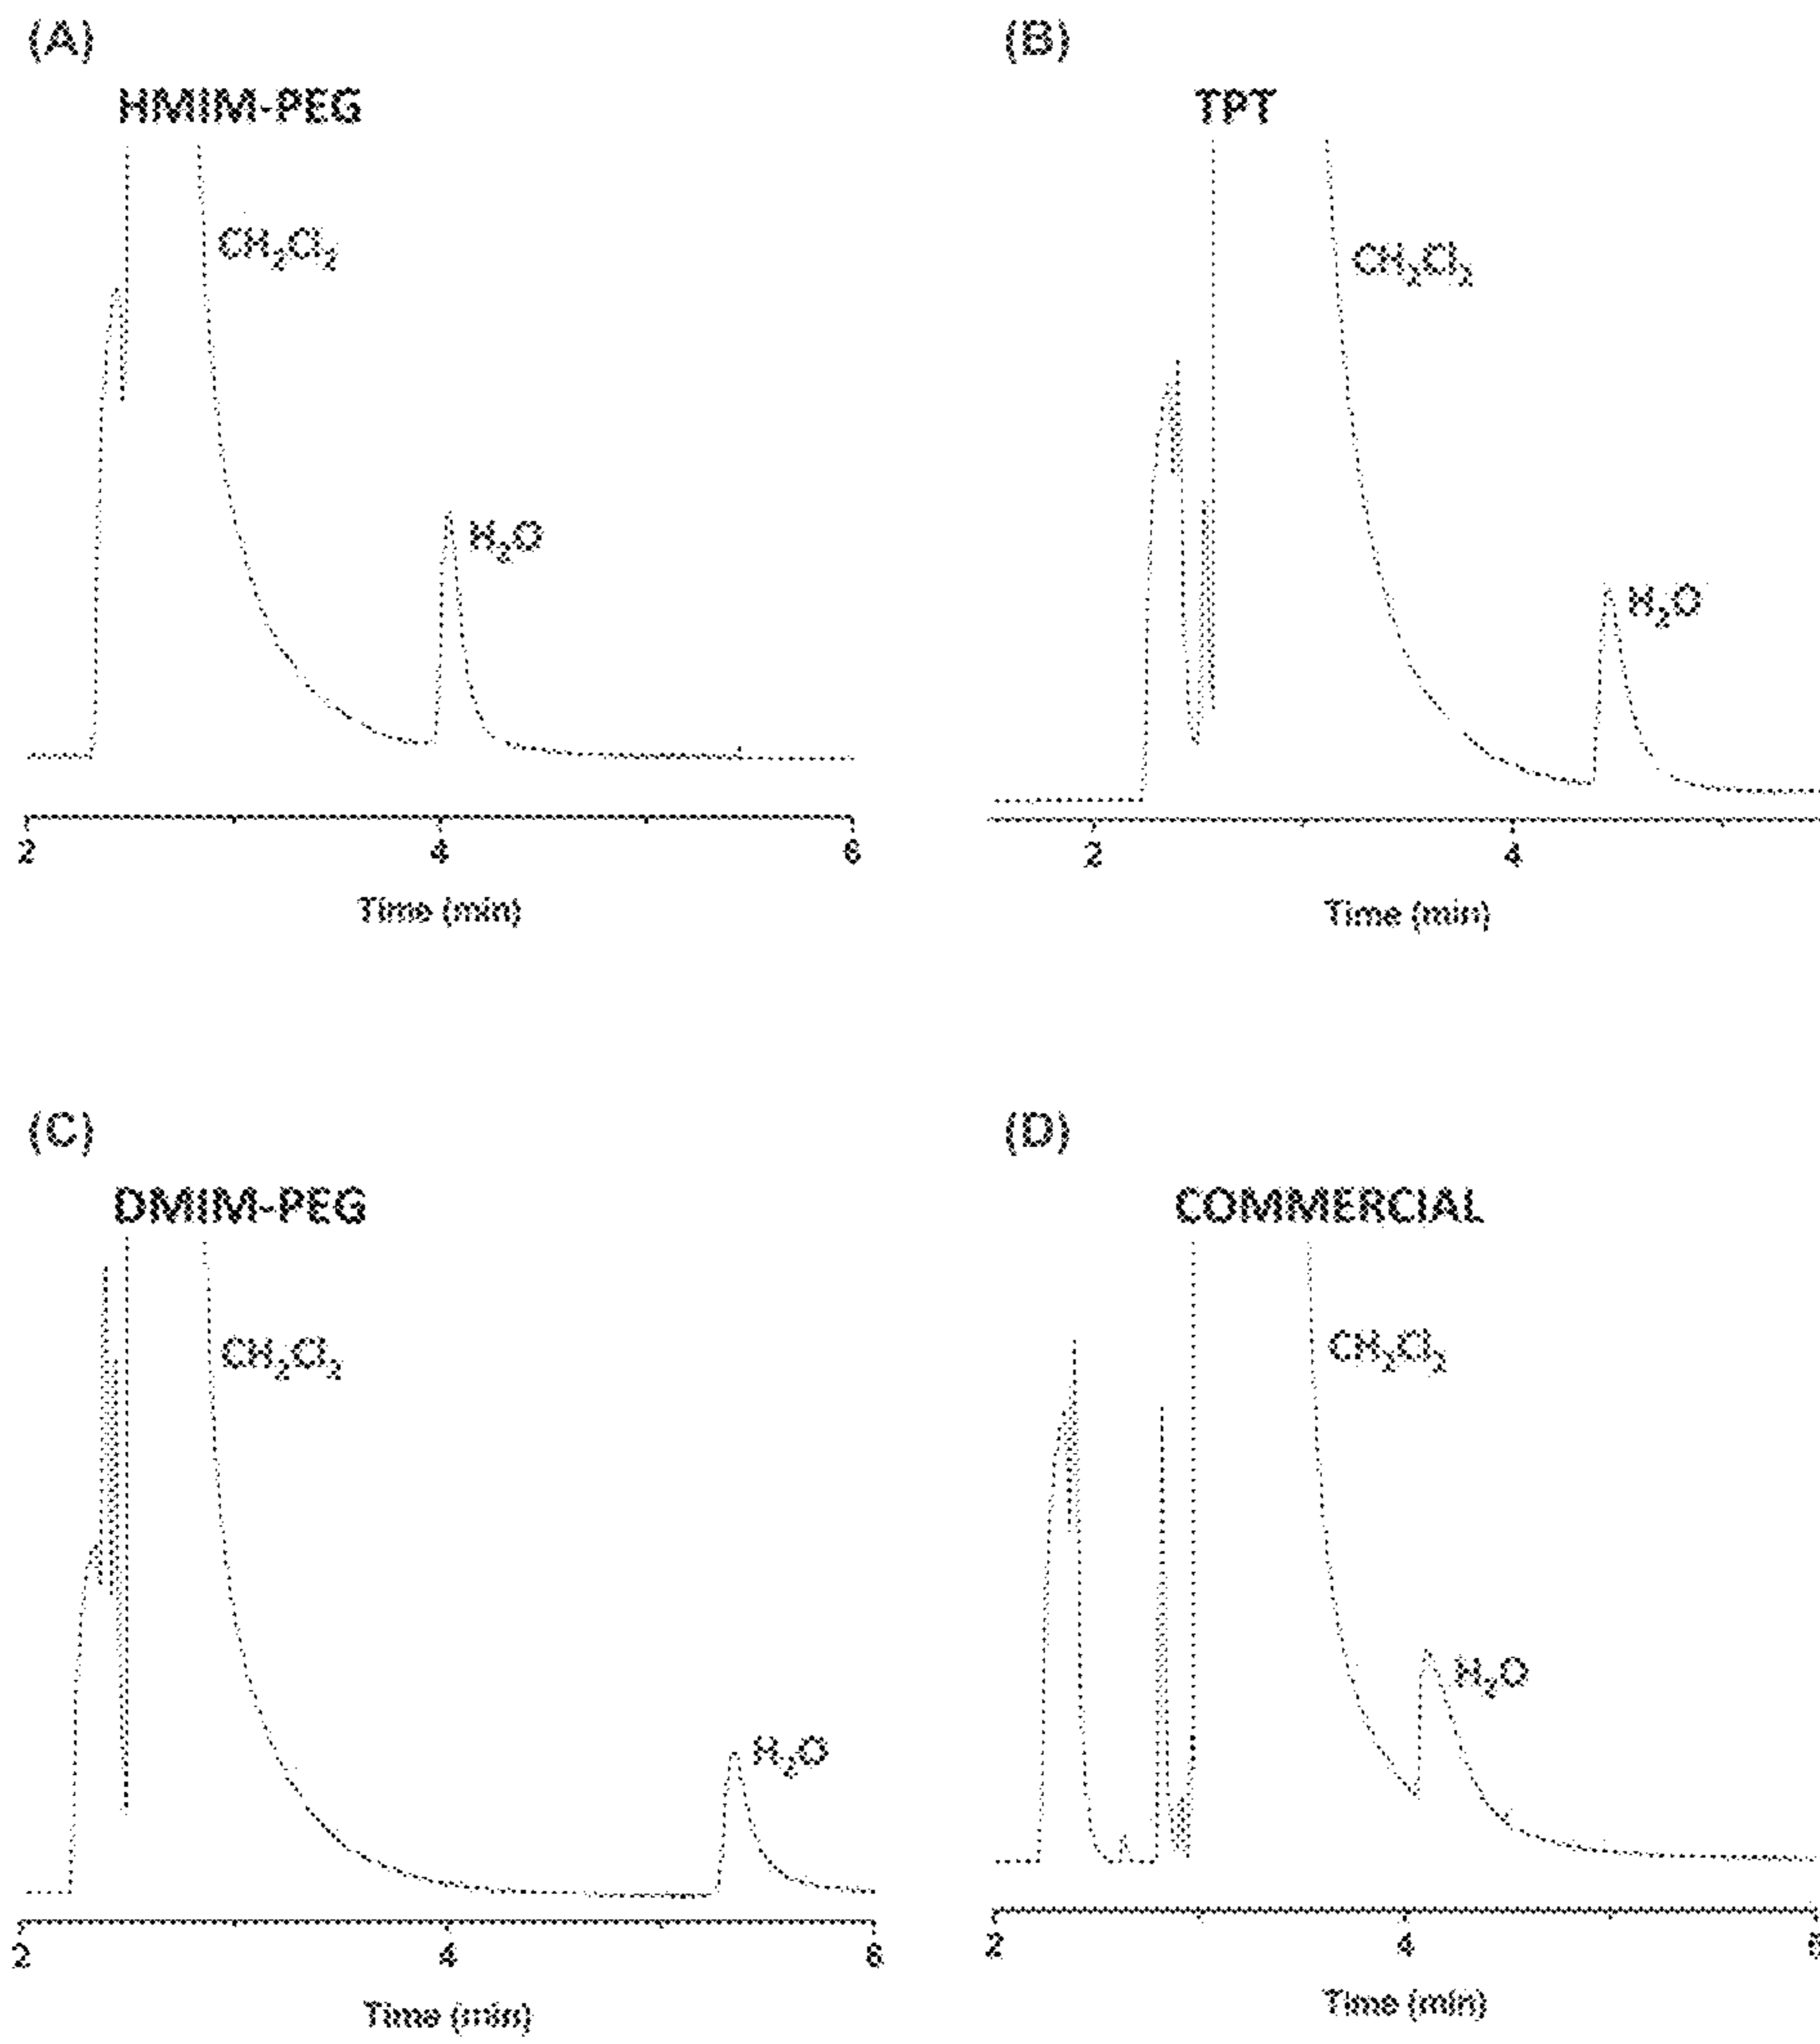 (A)
HMIM-PEG
CH₂Cl₂
H₂O
2 4 6
Time (min)
(B)
TPT
CH₂Cl₂
H₂O
2 4
Time (min)
(C)
DMIM-PEG
CH₂Cl₂
H₂O
2 4 6
Time (min)
(D)
COMMERCIAL
CH₂Cl₂
H₂O
2 4
Time (min)